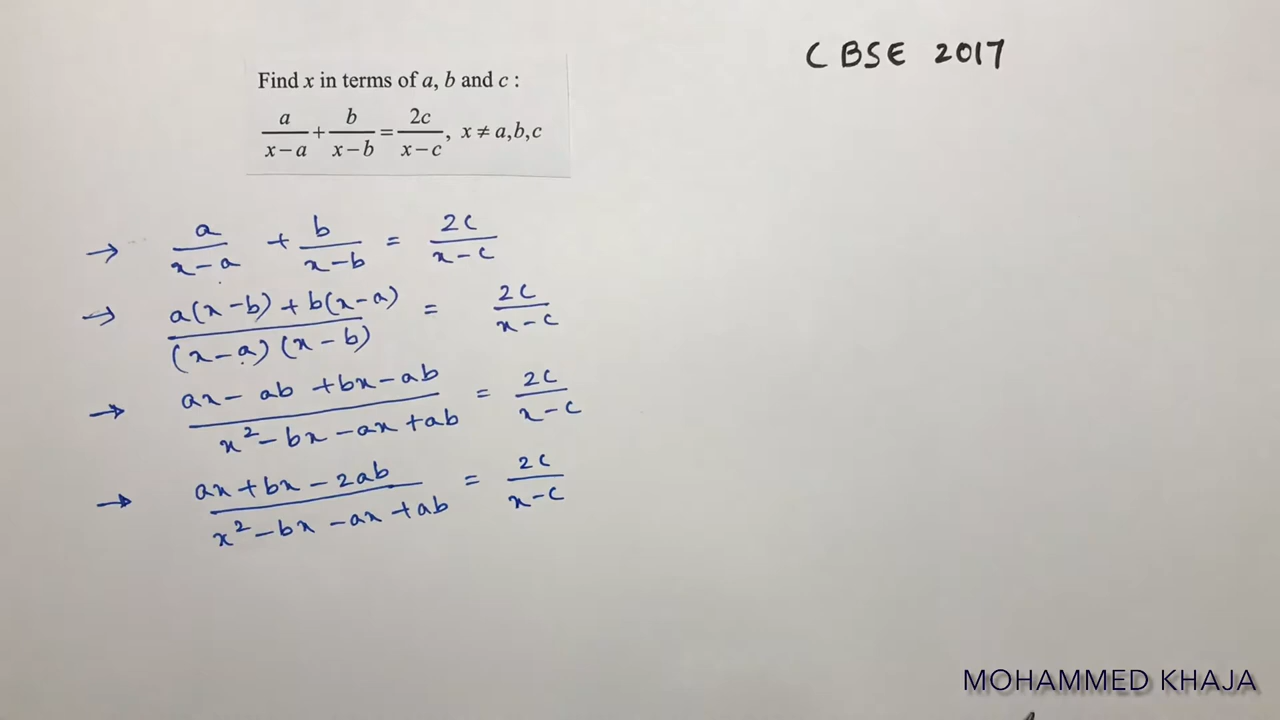 CBSE 2017
Find x in terms of a, b and c :
a/(x−a) + b/(x−b) = 2c/(x−c), x ≠ a,b,c
→ a/(x−a) + b/(x−b) = 2c/(x−c)
→ (a(x−b) + b(x−a))/((x−a)(x−b)) = 2c/(x−c)
→ (ax − ab + bx − ab)/(x² − bx − ax + ab) = 2c/(x−c)
→ (ax + bx − 2ab)/(x² − bx − ax + ab) = 2c/(x−c)
MOHAMMED KHAJA